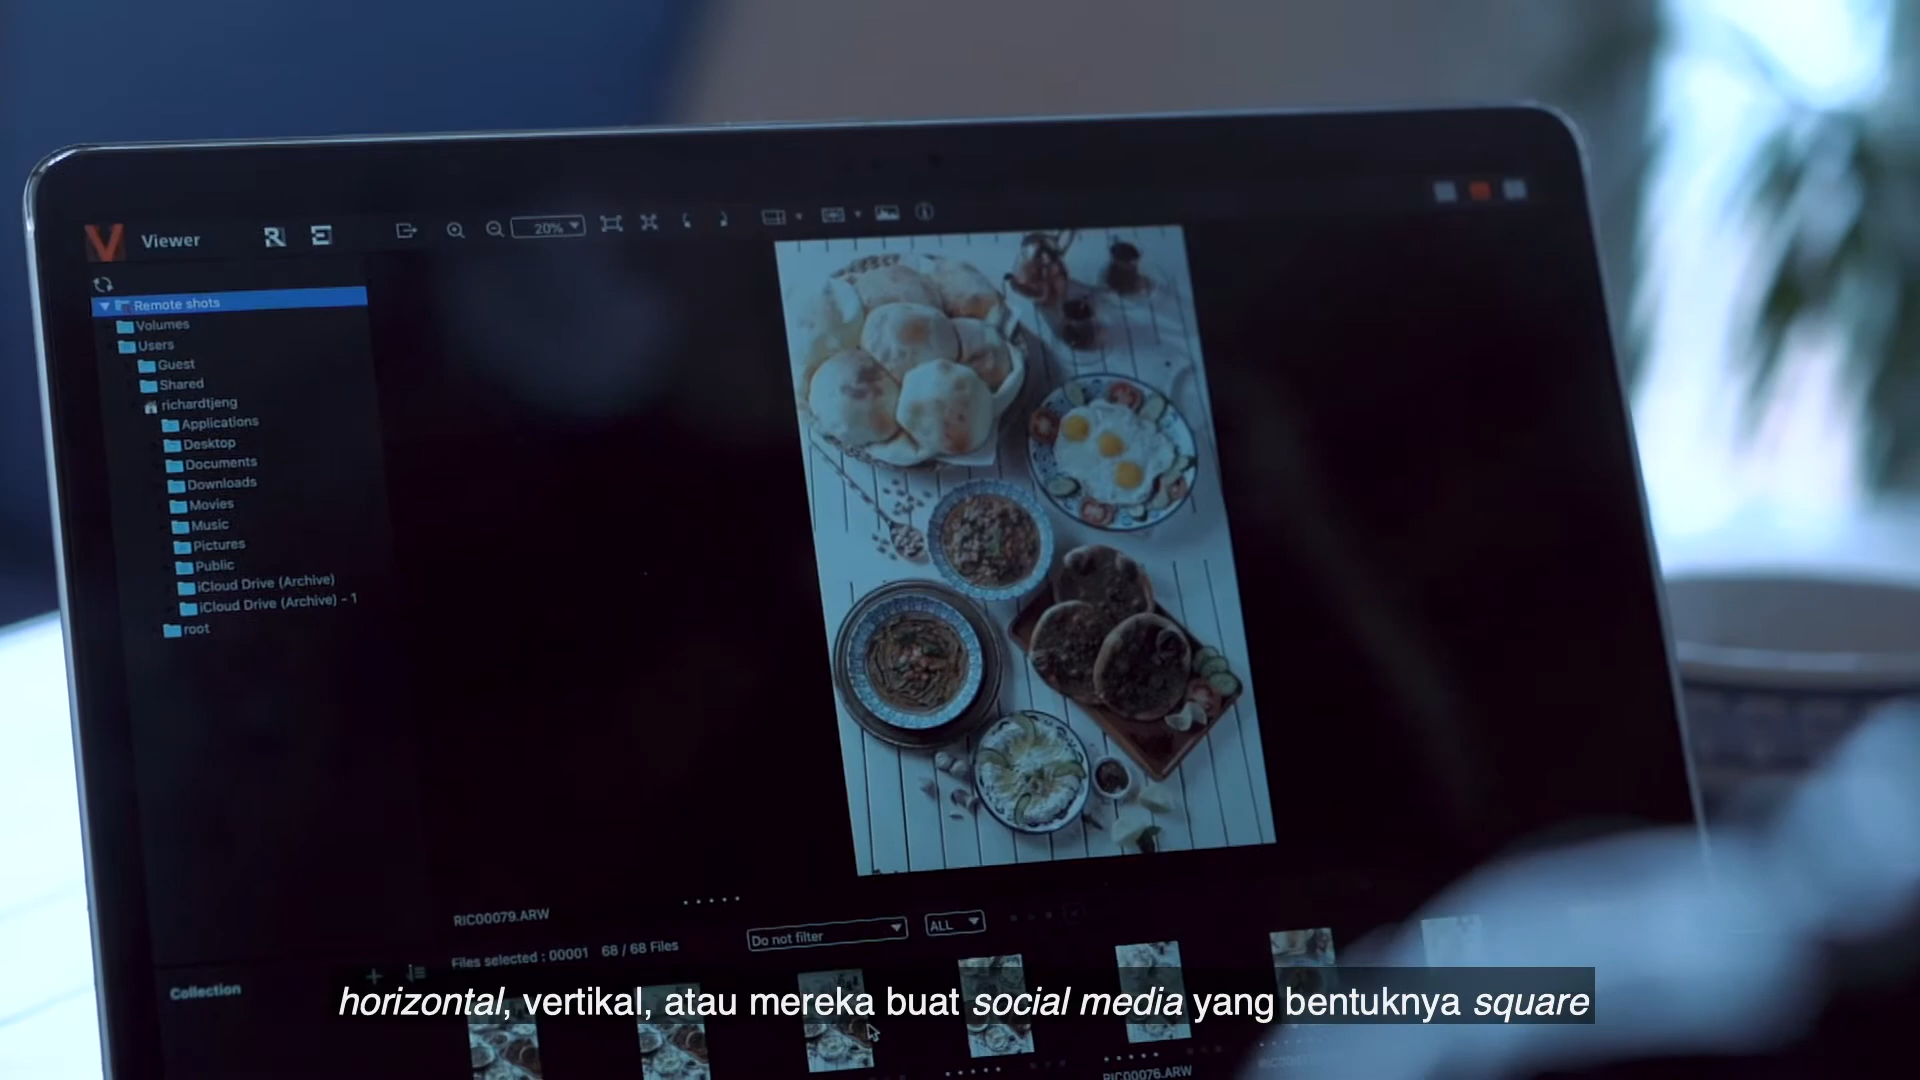 Viewer
20%
Remote shots
Volumes
Users
Guest
Shared
richardtjeng
Applications
Desktop
Documents
Downloads
Movies
Music
Pictures
Public
iCloud Drive (Archive)
iCloud Drive (Archive) - 1
root
RIC00079.ARW
Do not filter
ALL
Files selected : 00001 68 / 68 Files
Collection
horizontal, vertikal, atau mereka buat social media yang bentuknya square
RIC00076.ARW